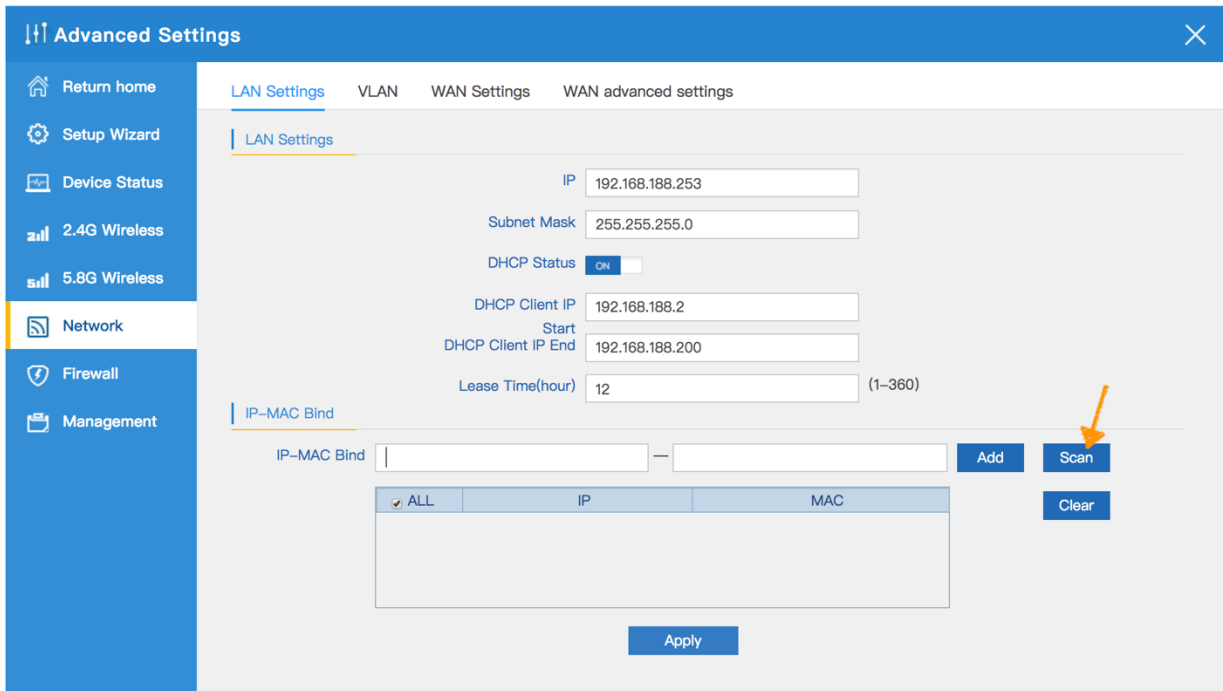 Advanced Settings
Return home
Setup Wizard
Device Status
2.4G Wireless
5.8G Wireless
Network
Firewall
Management
LAN Settings VLAN WAN Settings WAN advanced settings
LAN Settings
IP 192.168.188.253
Subnet Mask 255.255.255.0
DHCP Status ON
DHCP Client IP Start 192.168.188.2
DHCP Client IP End 192.168.188.200
Lease Time(hour) 12 (1–360)
IP–MAC Bind
IP–MAC Bind — Add Scan
ALL IP MAC
Clear
Apply